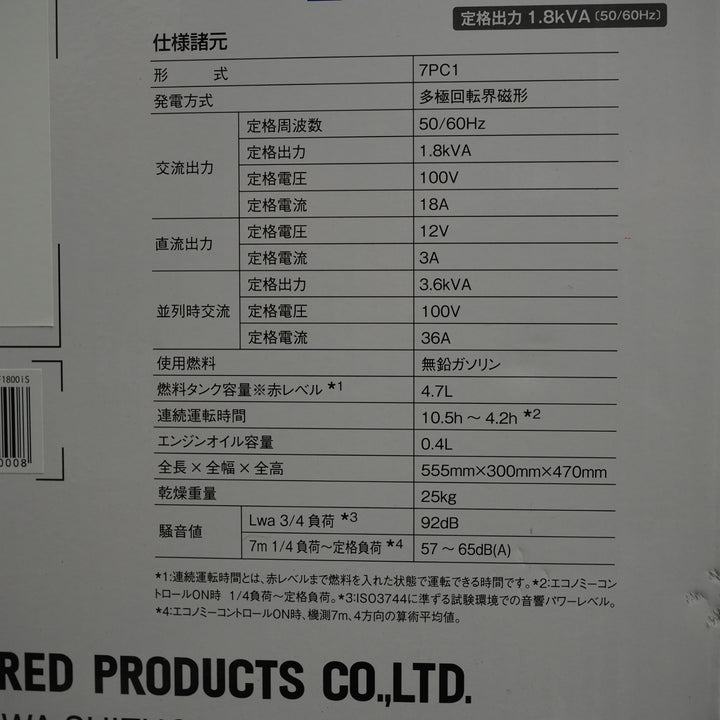 定格出力 1.8kVA〔50/60Hz〕
仕様諸元
形 式 7PC1
発電方式 多極回転界磁形
交流出力 定格周波数 50/60Hz
定格出力 1.8kVA
定格電圧 100V
定格電流 18A
直流出力 定格電圧 12V
定格電流 3A
並列時交流 定格出力 3.6kVA
定格電圧 100V
定格電流 36A
使用燃料 無鉛ガソリン
燃料タンク容量※赤レベル *1 4.7L
連続運転時間 10.5h ～ 4.2h *2
エンジンオイル容量 0.4L
全長 × 全幅 × 全高 555mm×300mm×470mm
乾燥重量 25kg
騒音値 Lwa 3/4 負荷 *3 92dB
7m 1/4 負荷～定格負荷 *4 57 ～ 65dB(A)
*1:連続運転時間とは、赤レベルまで燃料を入れた状態で運転できる時間です。*2:エコノミーコン
トロールON時 1/4負荷～定格負荷。*3:ISO3744に準ずる試験環境での音響パワーレベル。
*4:エコノミーコントロールON時、機測7m、4方向の算術平均値。
1800iS
0008
RED PRODUCTS CO.,LTD.